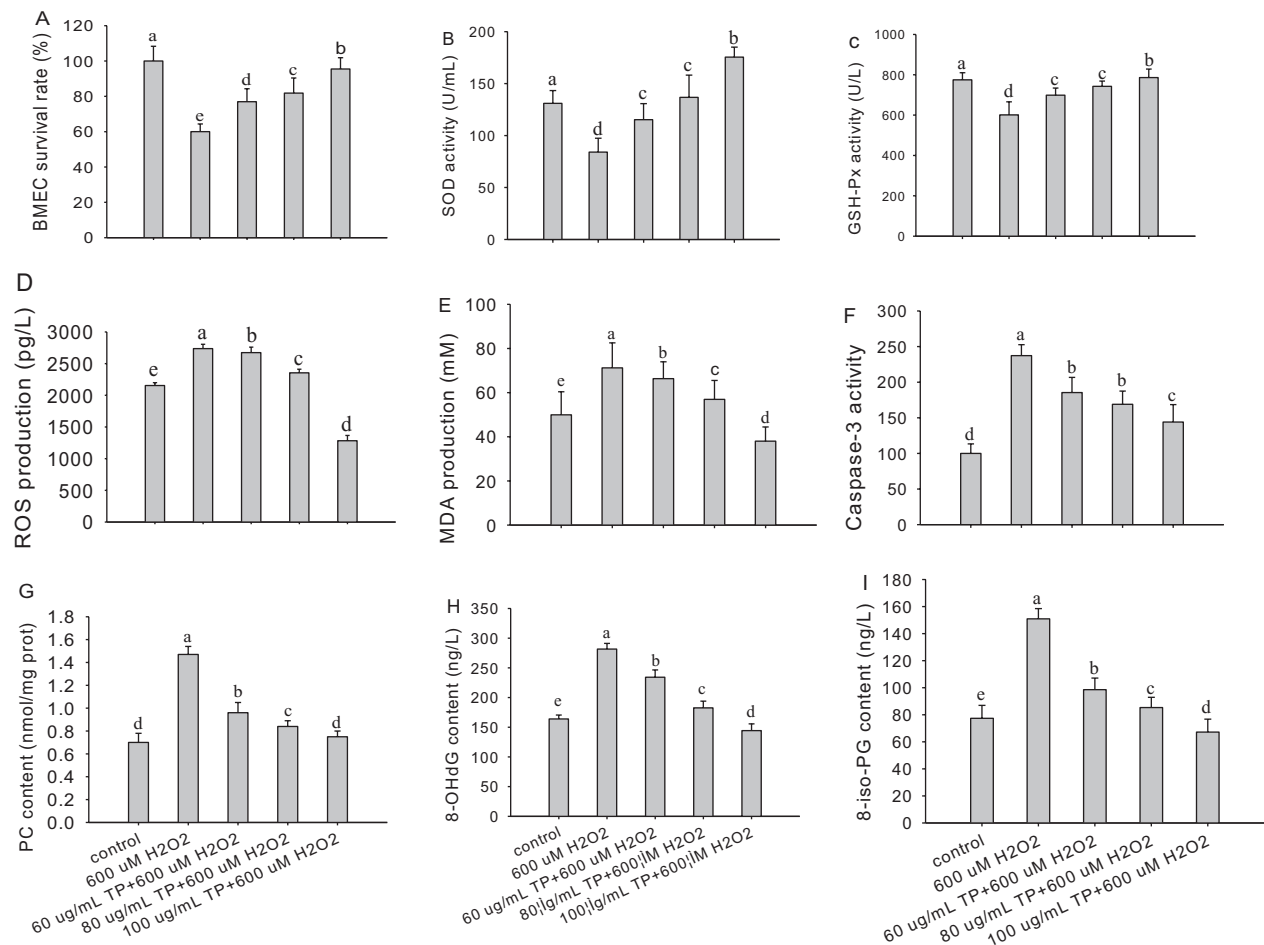 A
BMEC survival rate (%)
120
100
80
60
40
20
0
a
e
d
c
b
B
SOD activity (U/mL)
200
150
100
50
0
a
d
c
c
b
c
GSH-Px activity (U/L)
1000
800
600
400
200
0
a
d
c
c
b
D
ROS production (pg/L)
3000
2500
2000
1500
1000
500
0
e
a
b
c
d
E
MDA production (mM)
100
80
60
40
20
0
e
a
b
c
d
F
Caspase-3 activity
300
250
200
150
100
50
0
d
a
b
b
c
G
PC content (nmol/mg prot)
1.8
1.6
1.4
1.2
1.0
0.8
0.6
0.4
0.2
0.0
d
a
b
c
d
control
600 uM H2O2
60 ug/mL TP+600 uM H2O2
80 ug/mL TP+600 uM H2O2
100 ug/mL TP+600 uM H2O2
H
8-OHdG content (ng/L)
350
300
250
200
150
100
50
0
e
a
b
c
d
control
600 uM H2O2
60 ug/mL TP+600 uM H2O2
80¦Ìg/mL TP+600¦ÌM H2O2
100¦Ìg/mL TP+600¦ÌM H2O2
I
8-iso-PG content (ng/L)
180
160
140
120
100
80
60
40
20
0
e
a
b
c
d
control
600 uM H2O2
60 ug/mL TP+600 uM H2O2
80 ug/mL TP+600 uM H2O2
100 ug/mL TP+600 uM H2O2